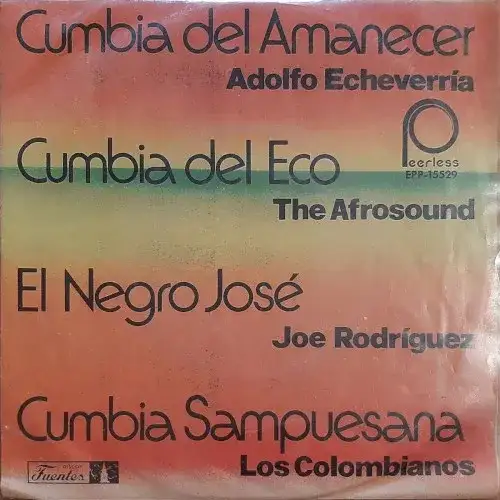 Cumbia del Amanecer
Adolfo Echeverría
Peerless
EPP-15529
Cumbia del Eco
The Afrosound
El Negro José
Joe Rodríguez
Cumbia Sampuesana
Los Colombianos
Fuentes